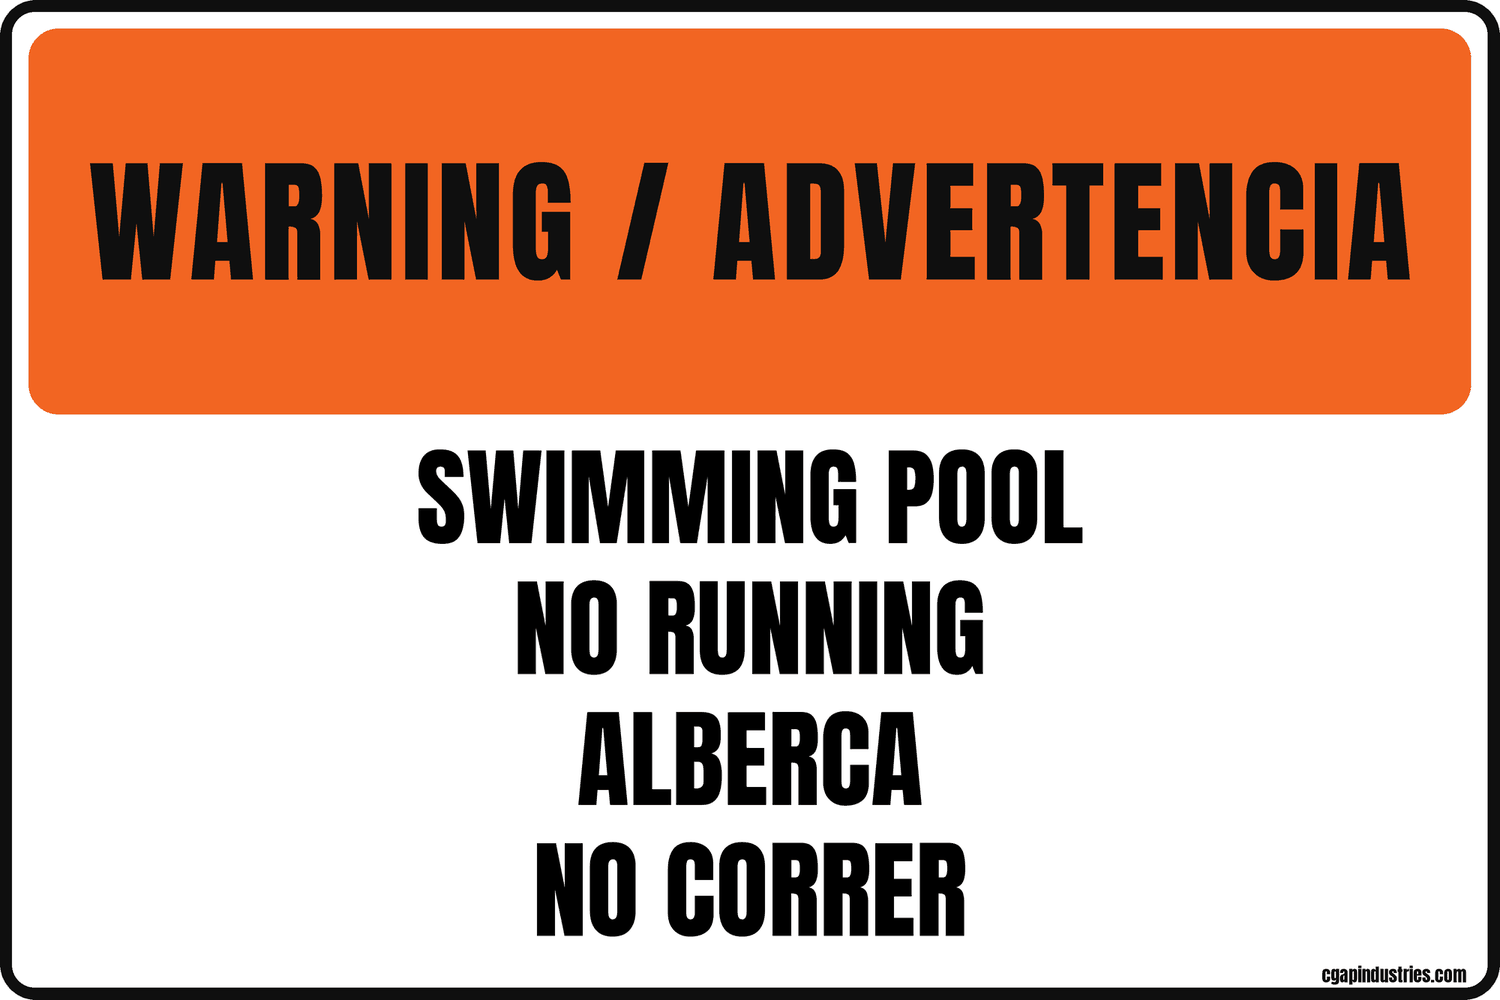 WARNING / ADVERTENCIA
SWIMMING POOL
NO RUNNING
ALBERCA
NO CORRER
cgapindustries.com